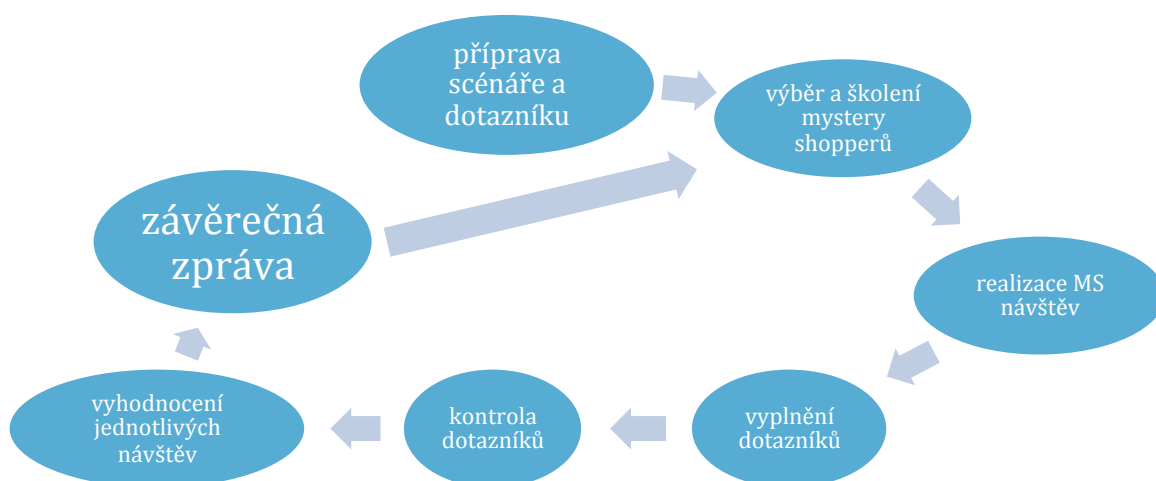 příprava
scénáře a
dotazníku
výběr a školení
mystery
shopperů
realizace MS
návštěv
vyplnění
dotazníků
kontrola
dotazníků
vyhodnocení
jednotlivých
návštěv
závěrečná
zpráva